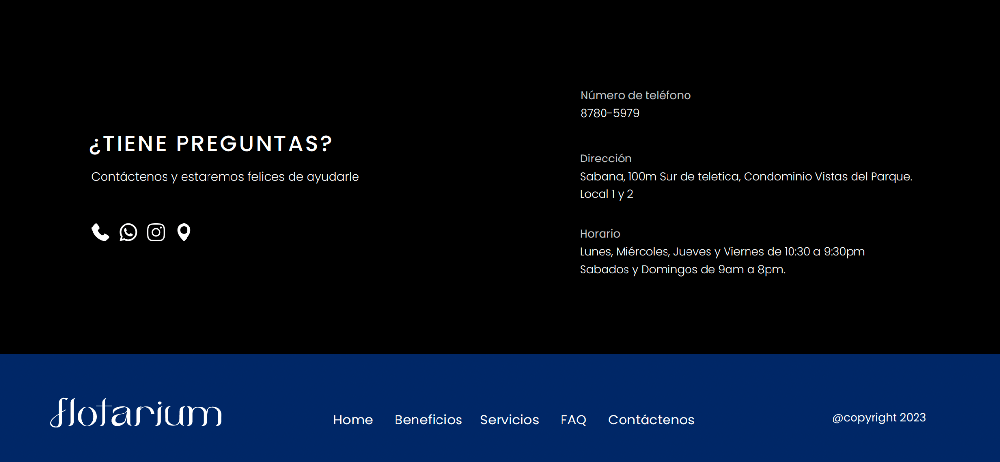 ¿TIENE PREGUNTAS?
Contáctenos y estaremos felices de ayudarle
Número de teléfono
8780-5979
Dirección
Sabana, 100m Sur de teletica, Condominio Vistas del Parque.
Local 1 y 2
Horario
Lunes, Miércoles, Jueves y Viernes de 10:30 a 9:30pm
Sabados y Domingos de 9am a 8pm.
flotarium
Home Beneficios Servicios FAQ Contáctenos
@copyright 2023